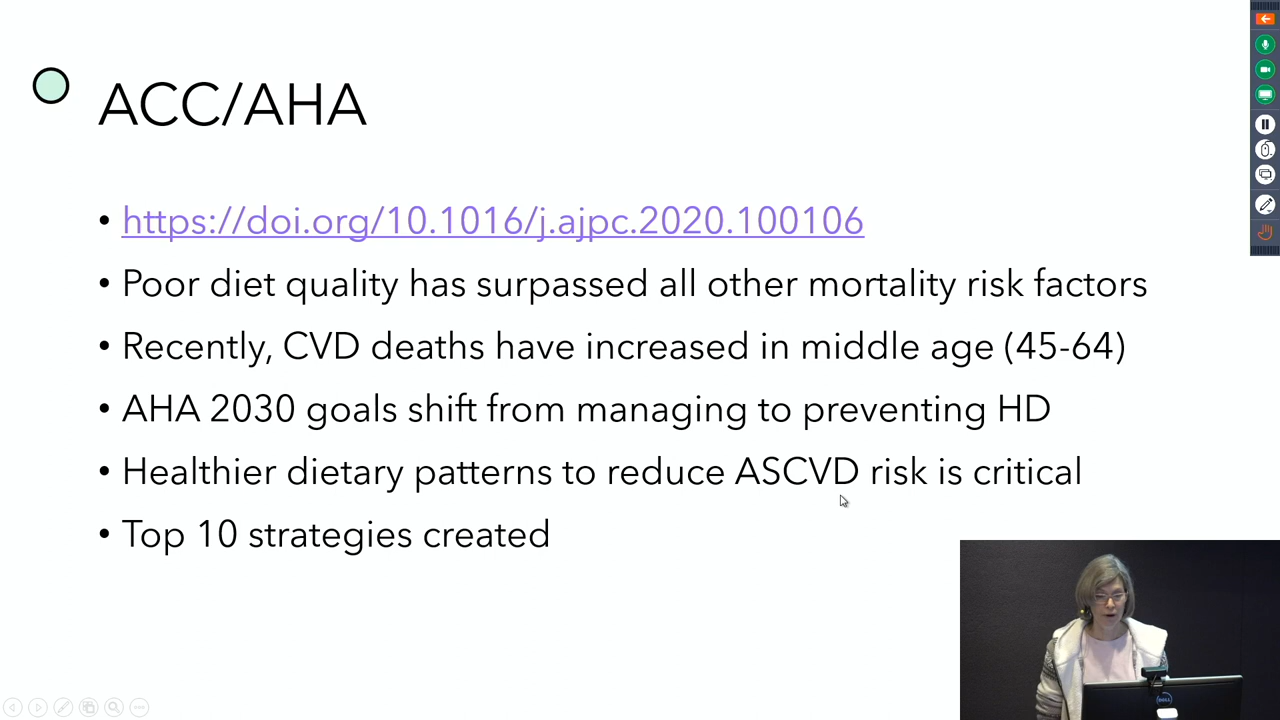 ACC/AHA
• https://doi.org/10.1016/j.ajpc.2020.100106
• Poor diet quality has surpassed all other mortality risk factors
• Recently, CVD deaths have increased in middle age (45-64)
• AHA 2030 goals shift from managing to preventing HD
• Healthier dietary patterns to reduce ASCVD risk is critical
• Top 10 strategies created
DELL